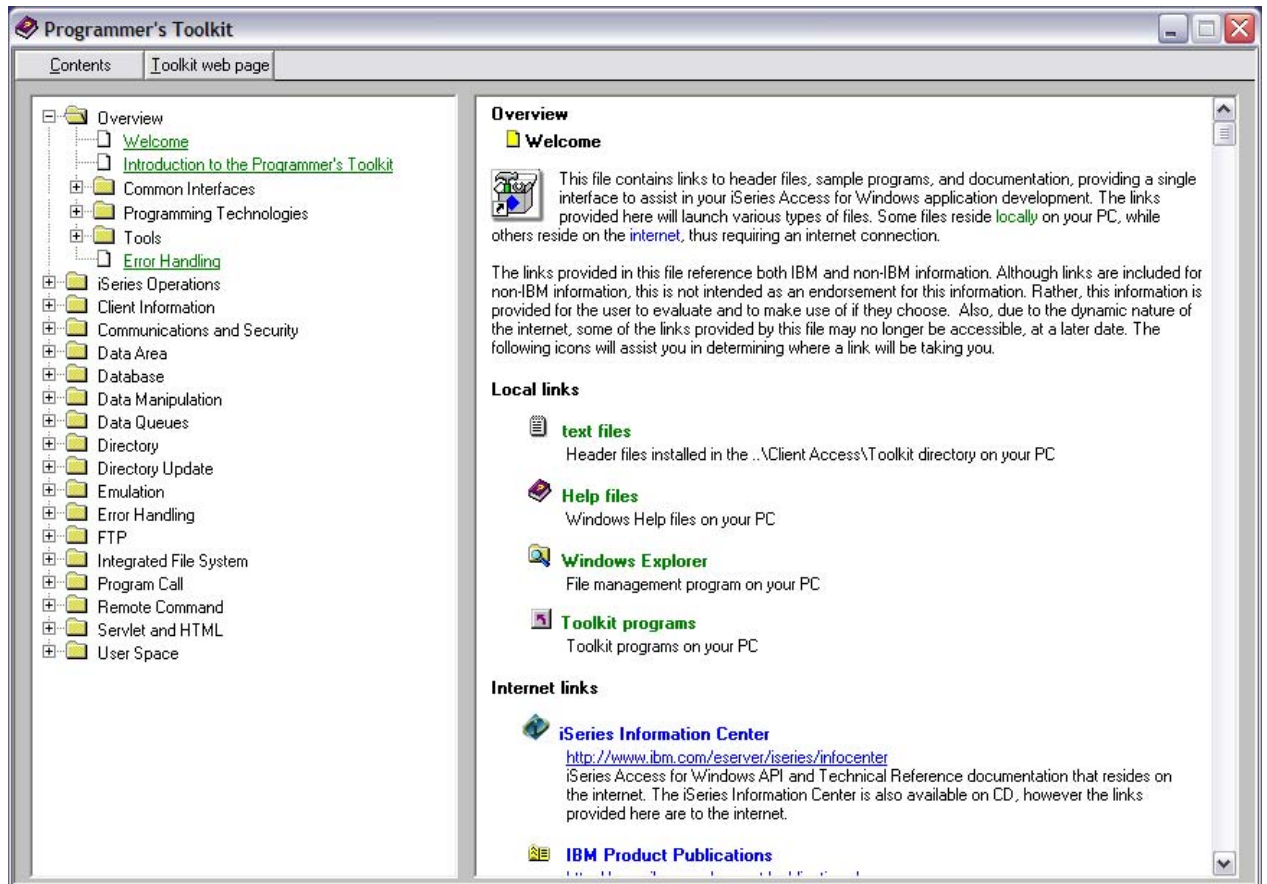 Programmer's Toolkit
Contents
Toolkit web page
Overview
Welcome
Introduction to the Programmer's Toolkit
Common Interfaces
Programming Technologies
Tools
Error Handling
iSeries Operations
Client Information
Communications and Security
Data Area
Database
Data Manipulation
Data Queues
Directory
Directory Update
Emulation
Error Handling
FTP
Integrated File System
Program Call
Remote Command
Servlet and HTML
User Space
Overview
Welcome
This file contains links to header files, sample programs, and documentation, providing a single
interface to assist in your iSeries Access for Windows application development. The links
provided here will launch various types of files. Some files reside locally on your PC, while
others reside on the internet, thus requiring an internet connection.
The links provided in this file reference both IBM and non-IBM information. Although links are included for
non-IBM information, this is not intended as an endorsement for this information. Rather, this information is
provided for the user to evaluate and to make use of if they choose. Also, due to the dynamic nature of
the internet, some of the links provided by this file may no longer be accessible, at a later date. The
following icons will assist you in determining where a link will be taking you.
Local links
text files
Header files installed in the ..\Client Access\Toolkit directory on your PC
Help files
Windows Help files on your PC
Windows Explorer
File management program on your PC
Toolkit programs
Toolkit programs on your PC
Internet links
iSeries Information Center
http://www.ibm.com/eserver/iseries/infocenter
iSeries Access for Windows API and Technical Reference documentation that resides on
the internet. The iSeries Information Center is also available on CD, however the links
provided here are to the internet.
IBM Product Publications